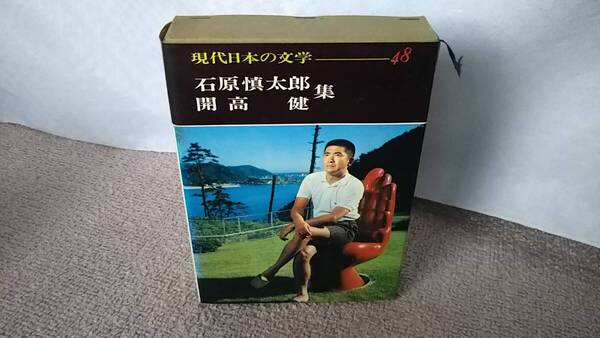 現代日本の文学 48
石原慎太郎
開高 健 集